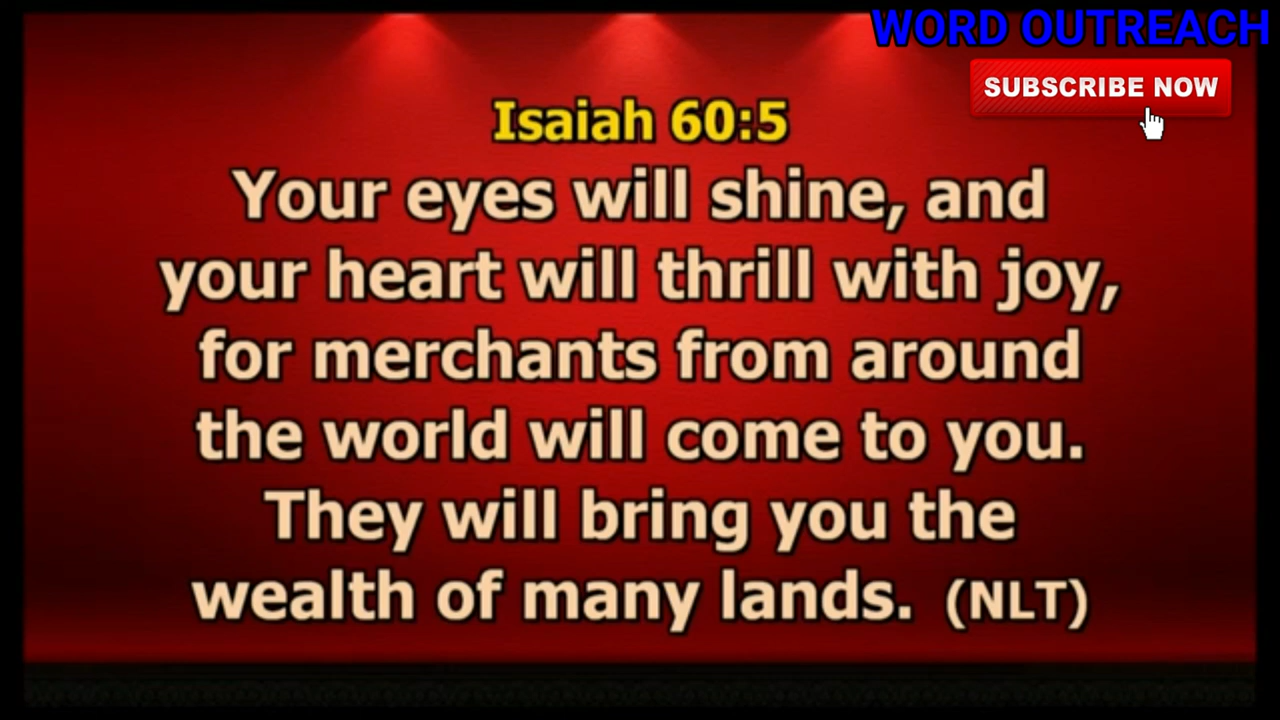 WORD OUTREACH
SUBSCRIBE NOW
Isaiah 60:5
Your eyes will shine, and
your heart will thrill with joy,
for merchants from around
the world will come to you.
They will bring you the
wealth of many lands. (NLT)